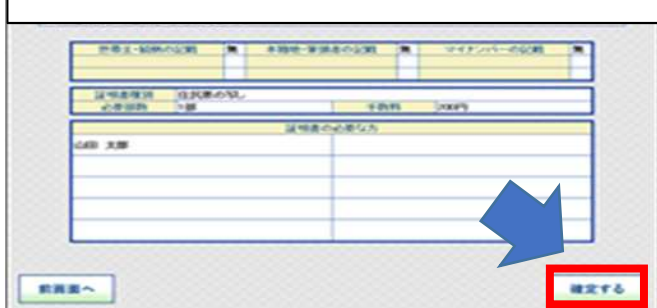 世帯主・続柄の記載 無 本籍地・筆頭者の記載 無 マイナンバーの記載 無
証明書種別 住民票の写し
必要部数 1部 手数料 200円
証明書の必要な方
山田 太郎
前画面へ 確定する